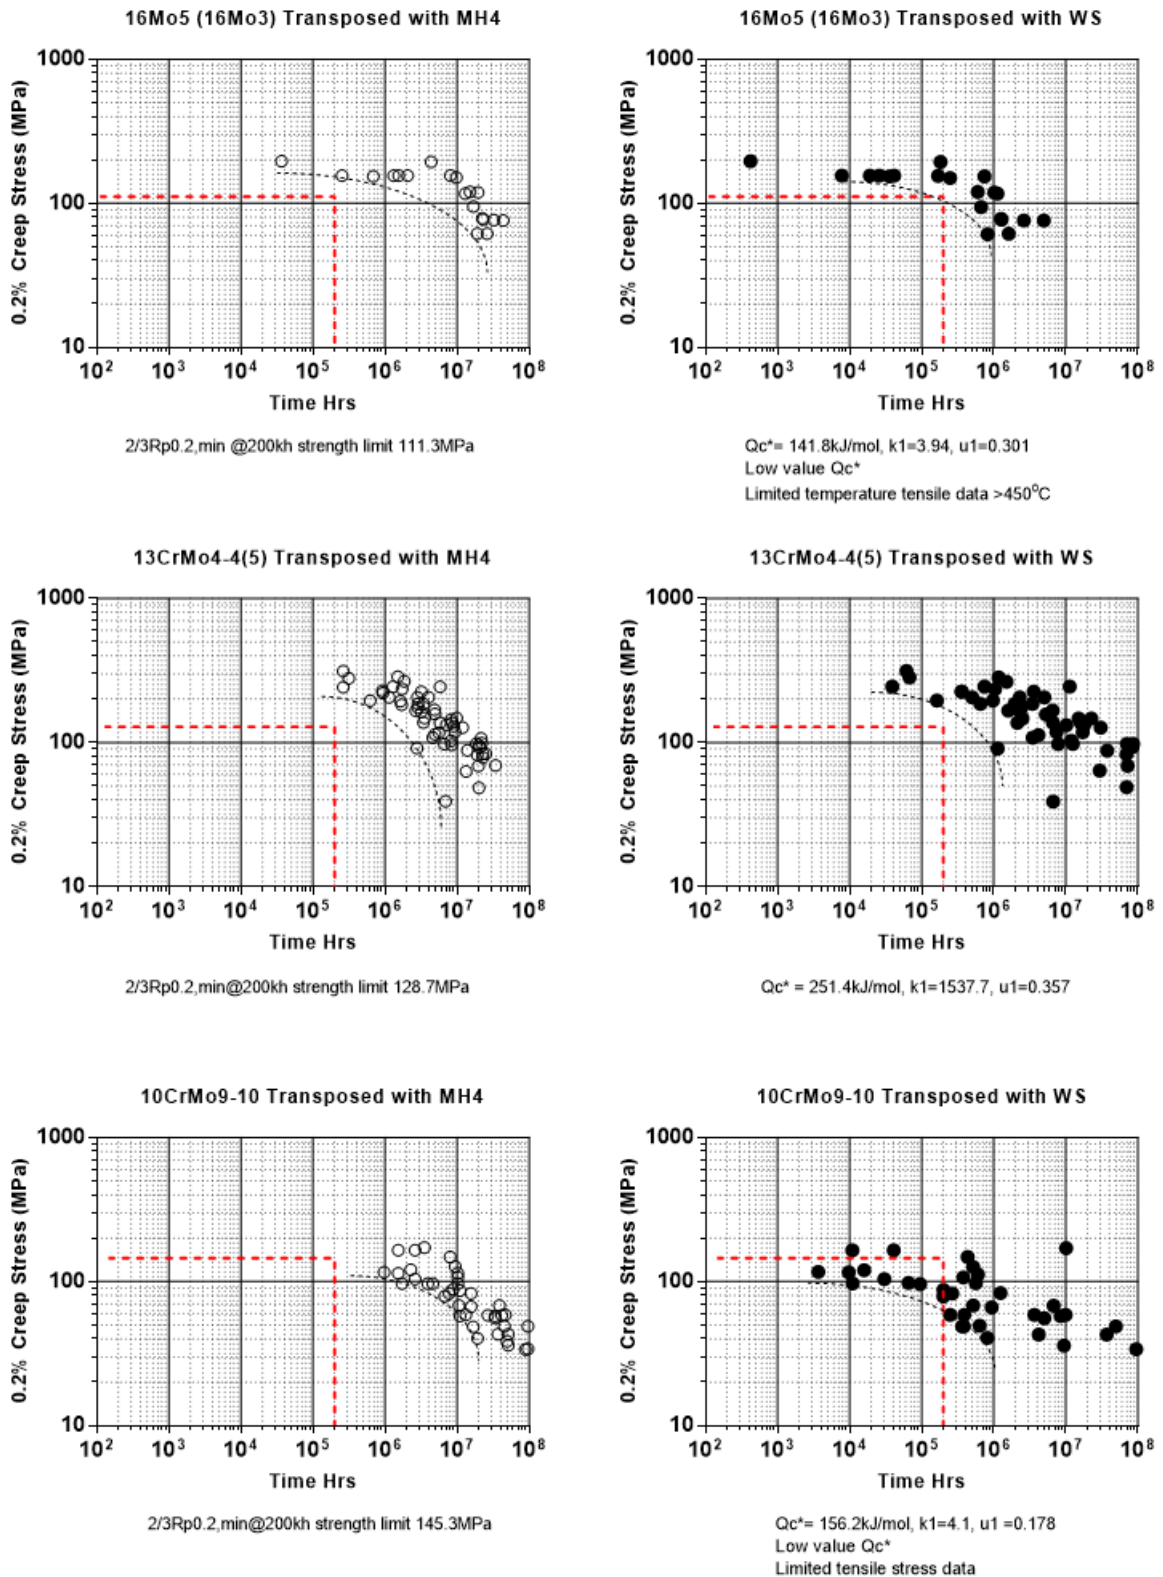 16Mo5 (16Mo3) Transposed with MH4
1000
100
10
0.2% Creep Stress (MPa)
10²
10³
10⁴
10⁵
10⁶
10⁷
10⁸
Time Hrs
2/3Rp0.2,min @200kh strength limit 111.3MPa
16Mo5 (16Mo3) Transposed with WS
1000
100
10
0.2% Creep Stress (MPa)
10²
10³
10⁴
10⁵
10⁶
10⁷
10⁸
Time Hrs
Qc*= 141.8kJ/mol, k1=3.94, u1=0.301
Low value Qc*
Limited temperature tensile data >450⁰C
13CrMo4-4(5) Transposed with MH4
1000
100
10
0.2% Creep Stress (MPa)
10²
10³
10⁴
10⁵
10⁶
10⁷
10⁸
Time Hrs
2/3Rp0.2,min@200kh strength limit 128.7MPa
13CrMo4-4(5) Transposed with WS
1000
100
10
0.2% Creep Stress (MPa)
10²
10³
10⁴
10⁵
10⁶
10⁷
10⁸
Time Hrs
Qc* = 251.4kJ/mol, k1=1537.7, u1=0.357
10CrMo9-10 Transposed with MH4
1000
100
10
0.2% Creep Stress (MPa)
10²
10³
10⁴
10⁵
10⁶
10⁷
10⁸
Time Hrs
2/3Rp0.2,min@200kh strength limit 145.3MPa
10CrMo9-10 Transposed with WS
1000
100
10
0.2% Creep Stress (MPa)
10²
10³
10⁴
10⁵
10⁶
10⁷
10⁸
Time Hrs
Qc*= 156.2kJ/mol, k1=4.1, u1 =0.178
Low value Qc*
Limited tensile stress data